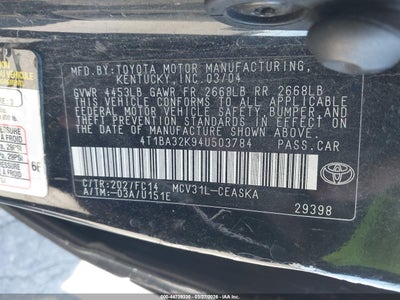 MFD.BY:TOYOTA MOTOR MANUFACTURING,
KENTUCKY,INC.03/04
GVWR 4453LB GAWR FR 2669LB RR 2668LB
THIS VEHICLE CONFORMS TO ALL APPLICABLE
FEDERAL MOTOR VEHICLE SAFETY, BUMPER, AND
THEFT PREVENTION STANDARDS IN EFFECT ON
THE DATE OF MANUFACTURE SHOWN ABOVE.
4T1BA32K94U503784 PASS.CAR
C/TR:202/FC14 MCV31L-CEASKA
A/TM:-03A/U151E
TOYOTA
29398